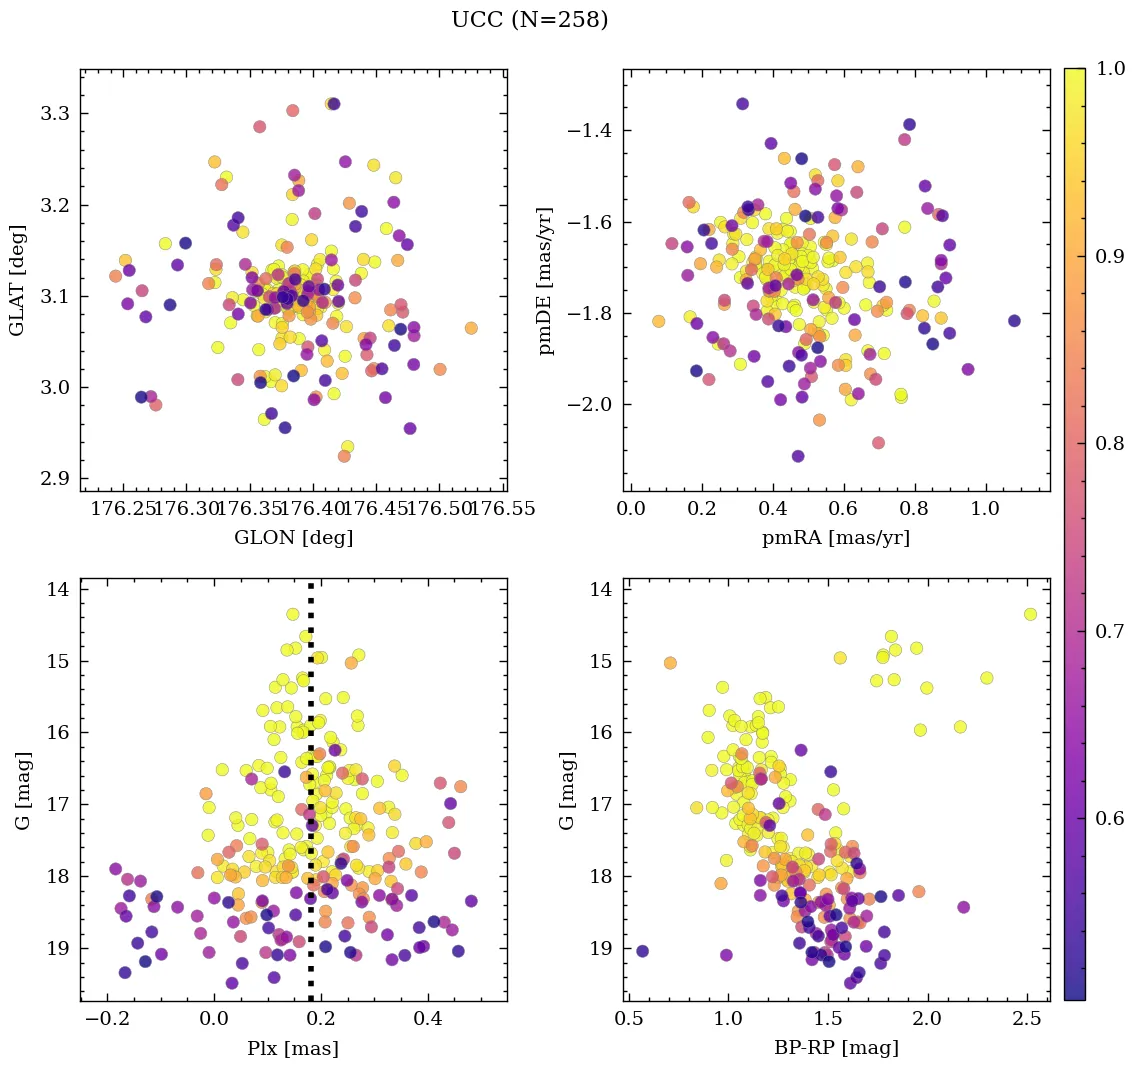 UCC (N=258)
3.3
3.2
3.1
3.0
2.9
GLAT [deg]
176.25 176.30 176.35 176.40 176.45 176.50 176.55
GLON [deg]
−1.4
−1.6
−1.8
−2.0
pmDE [mas/yr]
0.0 0.2 0.4 0.6 0.8 1.0
pmRA [mas/yr]
1.0
0.9
0.8
0.7
0.6
14
15
16
17
18
19
G [mag]
−0.2 0.0 0.2 0.4
Plx [mas]
14
15
16
17
18
19
G [mag]
0.5 1.0 1.5 2.0 2.5
BP-RP [mag]